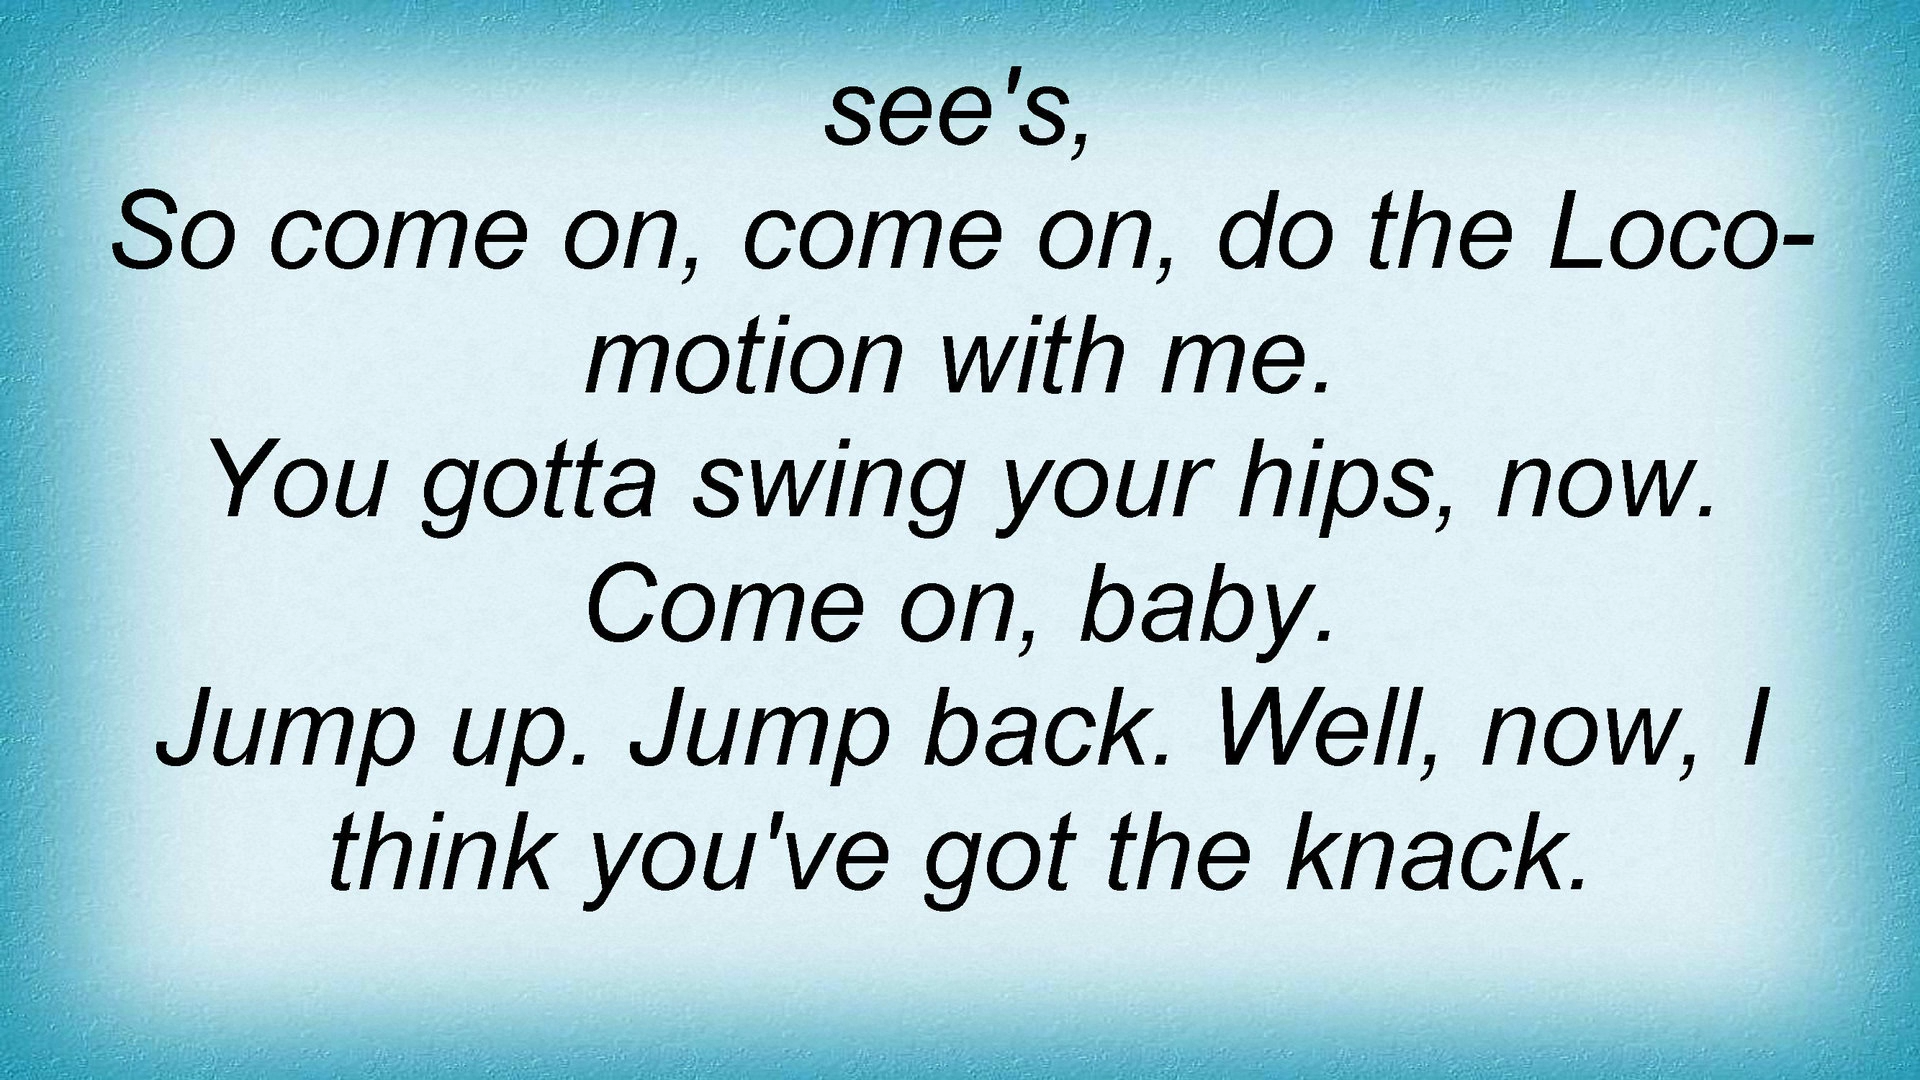 see's,
So come on, come on, do the Loco-
motion with me.
You gotta swing your hips, now.
Come on, baby.
Jump up. Jump back. Well, now, I
think you've got the knack.